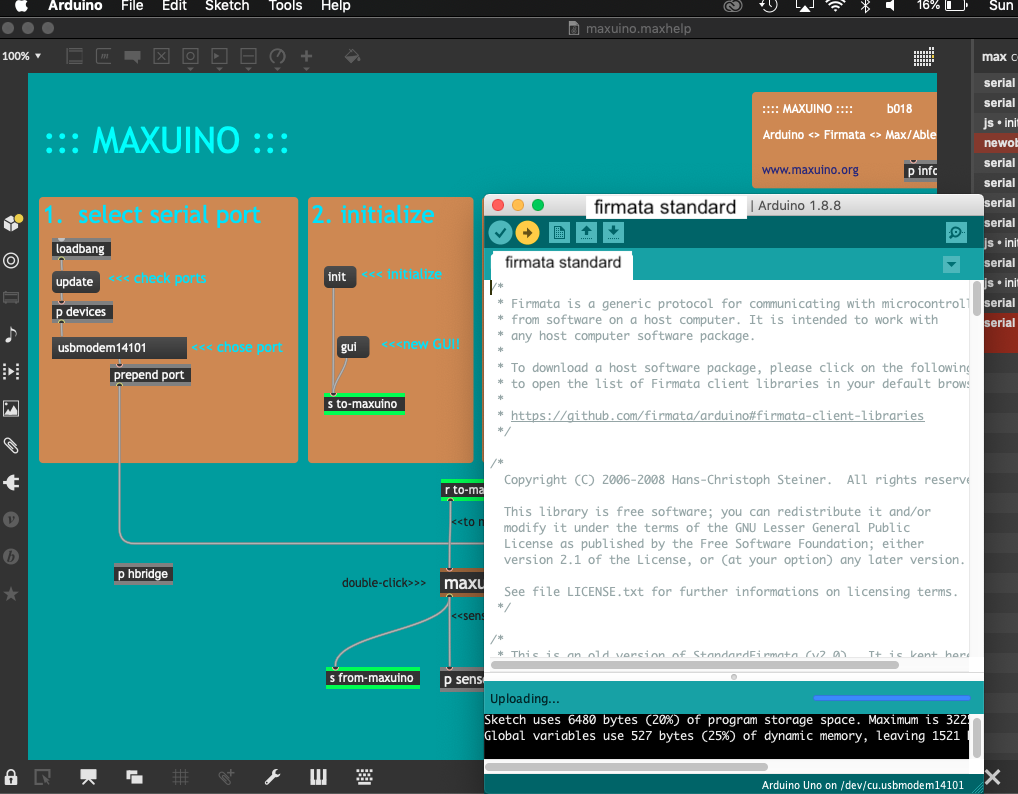 Arduino File Edit Sketch Tools Help 16% Sun
maxuino.maxhelp
100%
max
serial
serial
js • init
newob
serial
serial
serial
serial
js •
serial
js • init
serial
serial
::: MAXUINO :::
:::: MAXUINO :::: b018
Arduino <> Firmata <> Max/Able
www.maxuino.org
p info
1. select serial port
loadbang
update <<< check ports
p devices
usbmodem14101 <<< chose port
prepend port
2. initialize
init <<< initialize
gui <<<new GUI!
s to-maxuino
r to-ma
<<to m
p hbridge
double-click>>> maxu
<<sens
s from-maxuino
p sense
firmata standard | Arduino 1.8.8
firmata standard
/*
* Firmata is a generic protocol for communicating with microcontroll
* from software on a host computer. It is intended to work with
* any host computer software package.
*
* To download a host software package, please click on the following
* to open the list of Firmata client libraries in your default brows
*
* https://github.com/firmata/arduino#firmata-client-libraries
*/
/*
Copyright (C) 2006-2008 Hans-Christoph Steiner.  All rights reserve
This library is free software; you can redistribute it and/or
modify it under the terms of the GNU Lesser General Public
License as published by the Free Software Foundation; either
version 2.1 of the License, or (at your option) any later version.
See file LICENSE.txt for further informations on licensing terms.
*/
/*
* This is an old version of StandardFirmata (v2.0).  It is kept here
Uploading...
Sketch uses 6480 bytes (20%) of program storage space. Maximum is 3225
Global variables use 527 bytes (25%) of dynamic memory, leaving 1521
Arduino Uno on /dev/cu.usbmodem14101